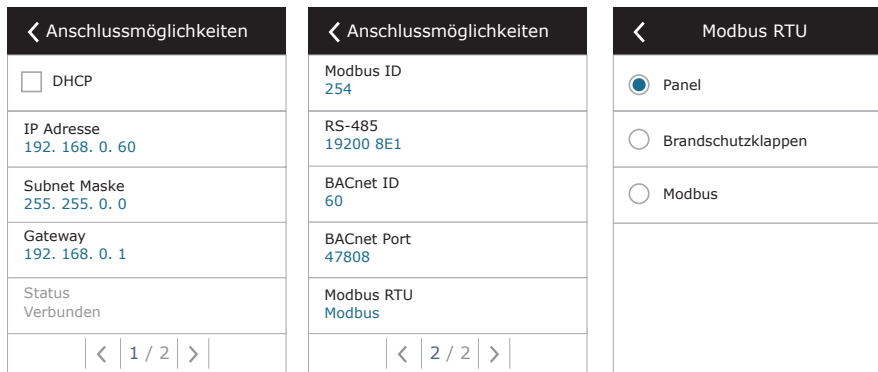 Anschlussmöglichkeiten
DHCP
IP Adresse
192. 168. 0. 60
Subnet Maske
255. 255. 0. 0
Gateway
192. 168. 0. 1
Status
Verbunden
1 / 2
Anschlussmöglichkeiten
Modbus ID
254
RS-485
19200 8E1
BACnet ID
60
BACnet Port
47808
Modbus RTU
Modbus
2 / 2
Modbus RTU
Panel
Brandschutzklappen
Modbus